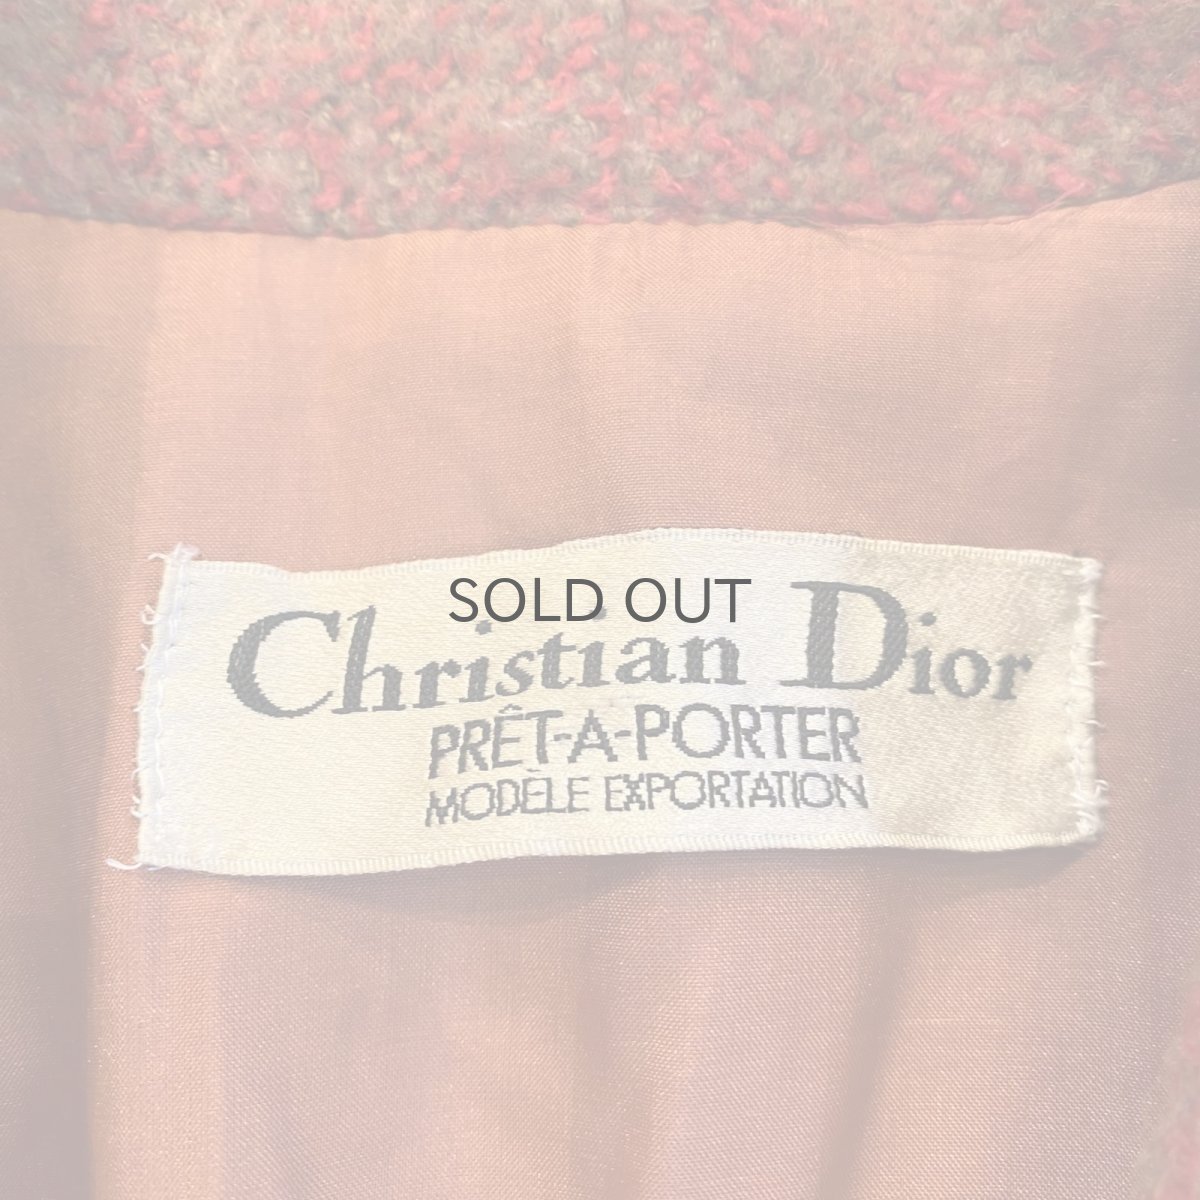 SOLD OUT
Christian Dior
PRÊT-A-PORTER
MODÈLE EXPORTATION